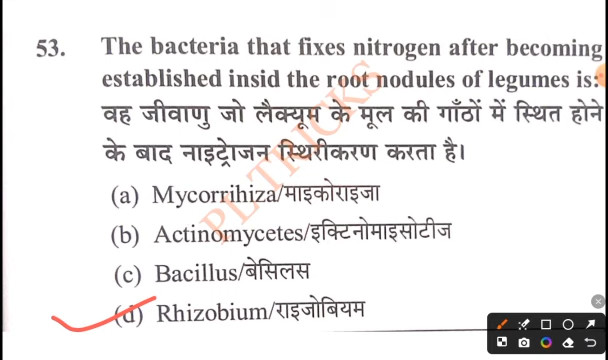 53. The bacteria that fixes nitrogen after becoming
established insid the root nodules of legumes is:
वह जीवाणु जो लैक्यूम के मूल की गाँठों में स्थित होने
के बाद नाइट्रोजन स्थिरीकरण करता है।
(a) Mycorrihiza/माइकोराइजा
(b) Actinomycetes/इक्टिनोमाइसोटीज
(c) Bacillus/बेसिलस
(d) Rhizobium/राइजोबियम
PLTRICKS